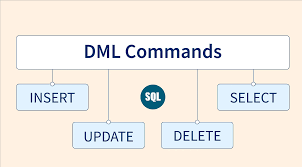 DML Commands
INSERT
SQL
SELECT
UPDATE
DELETE